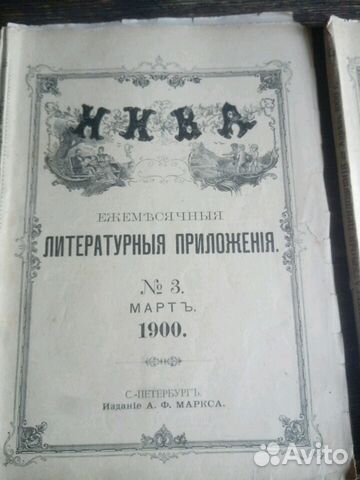 НИВА
ЕЖЕМѢСЯЧНЫЯ
ЛИТЕРАТУРНЫЯ ПРИЛОЖЕНІЯ.
№ 3.
МАРТЪ.
1900.
С.-ПЕТЕРБУРГЪ.
Изданіе А. Ф. МАРКСА.
Avito